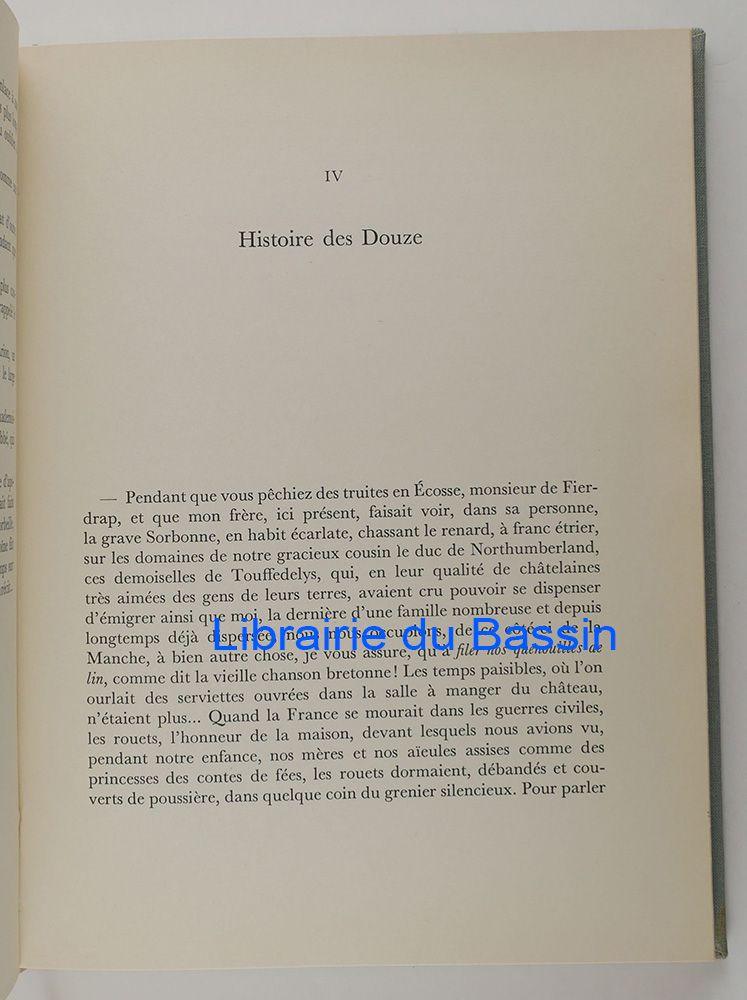 IV
Histoire des Douze
— Pendant que vous pêchiez des truites en Écosse, monsieur de Fier-
drap, et que mon frère, ici présent, faisait voir, dans sa personne,
la grave Sorbonne, en habit écarlate, chassant le renard, à franc étrier,
sur les domaines de notre gracieux cousin le duc de Northumberland,
ces demoiselles de Touffedelys, qui, en leur qualité de châtelaines
très aimées des gens de leurs terres, avaient cru pouvoir se dispenser
d'émigrer ainsi que moi, la dernière d'une famille nombreuse et depuis
longtemps déjà dispersée, nous nous occupions, de ce côté-ci de la
Manche, à bien autre chose, je vous assure, qu'à filer nos quenouilles de
lin, comme dit la vieille chanson bretonne! Les temps paisibles, où l'on
ourlait des serviettes ouvrées dans la salle à manger du château,
n'étaient plus... Quand la France se mourait dans les guerres civiles,
les rouets, l'honneur de la maison, devant lesquels nous avions vu,
pendant notre enfance, nos mères et nos aïeules assises comme des
princesses des contes de fées, les rouets dormaient, débandés et cou-
verts de poussière, dans quelque coin du grenier silencieux. Pour parler
Librairie du Bassin